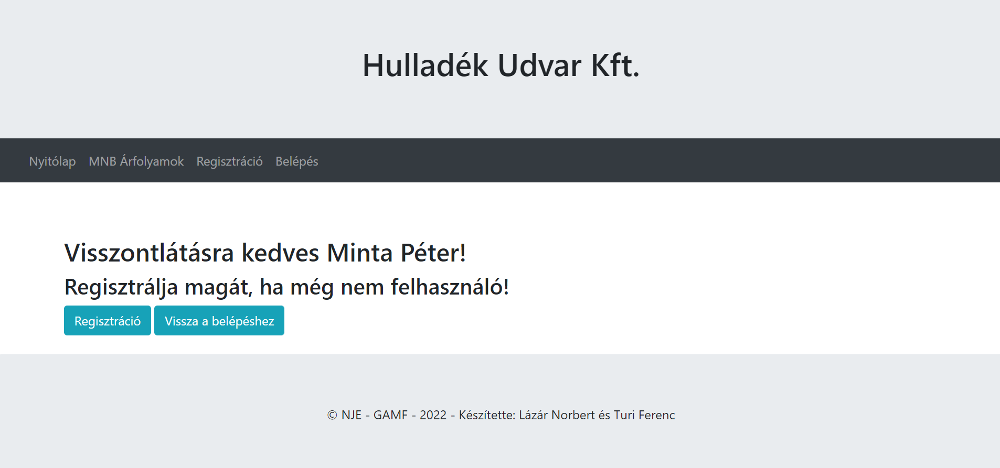 Hulladék Udvar Kft.
Nyitólap MNB Árfolyamok Regisztráció Belépés
Visszontlátásra kedves Minta Péter!
Regisztrálja magát, ha még nem felhasználó!
Regisztráció Vissza a belépéshez
© NJE - GAMF - 2022 - Készítette: Lázár Norbert és Turi Ferenc